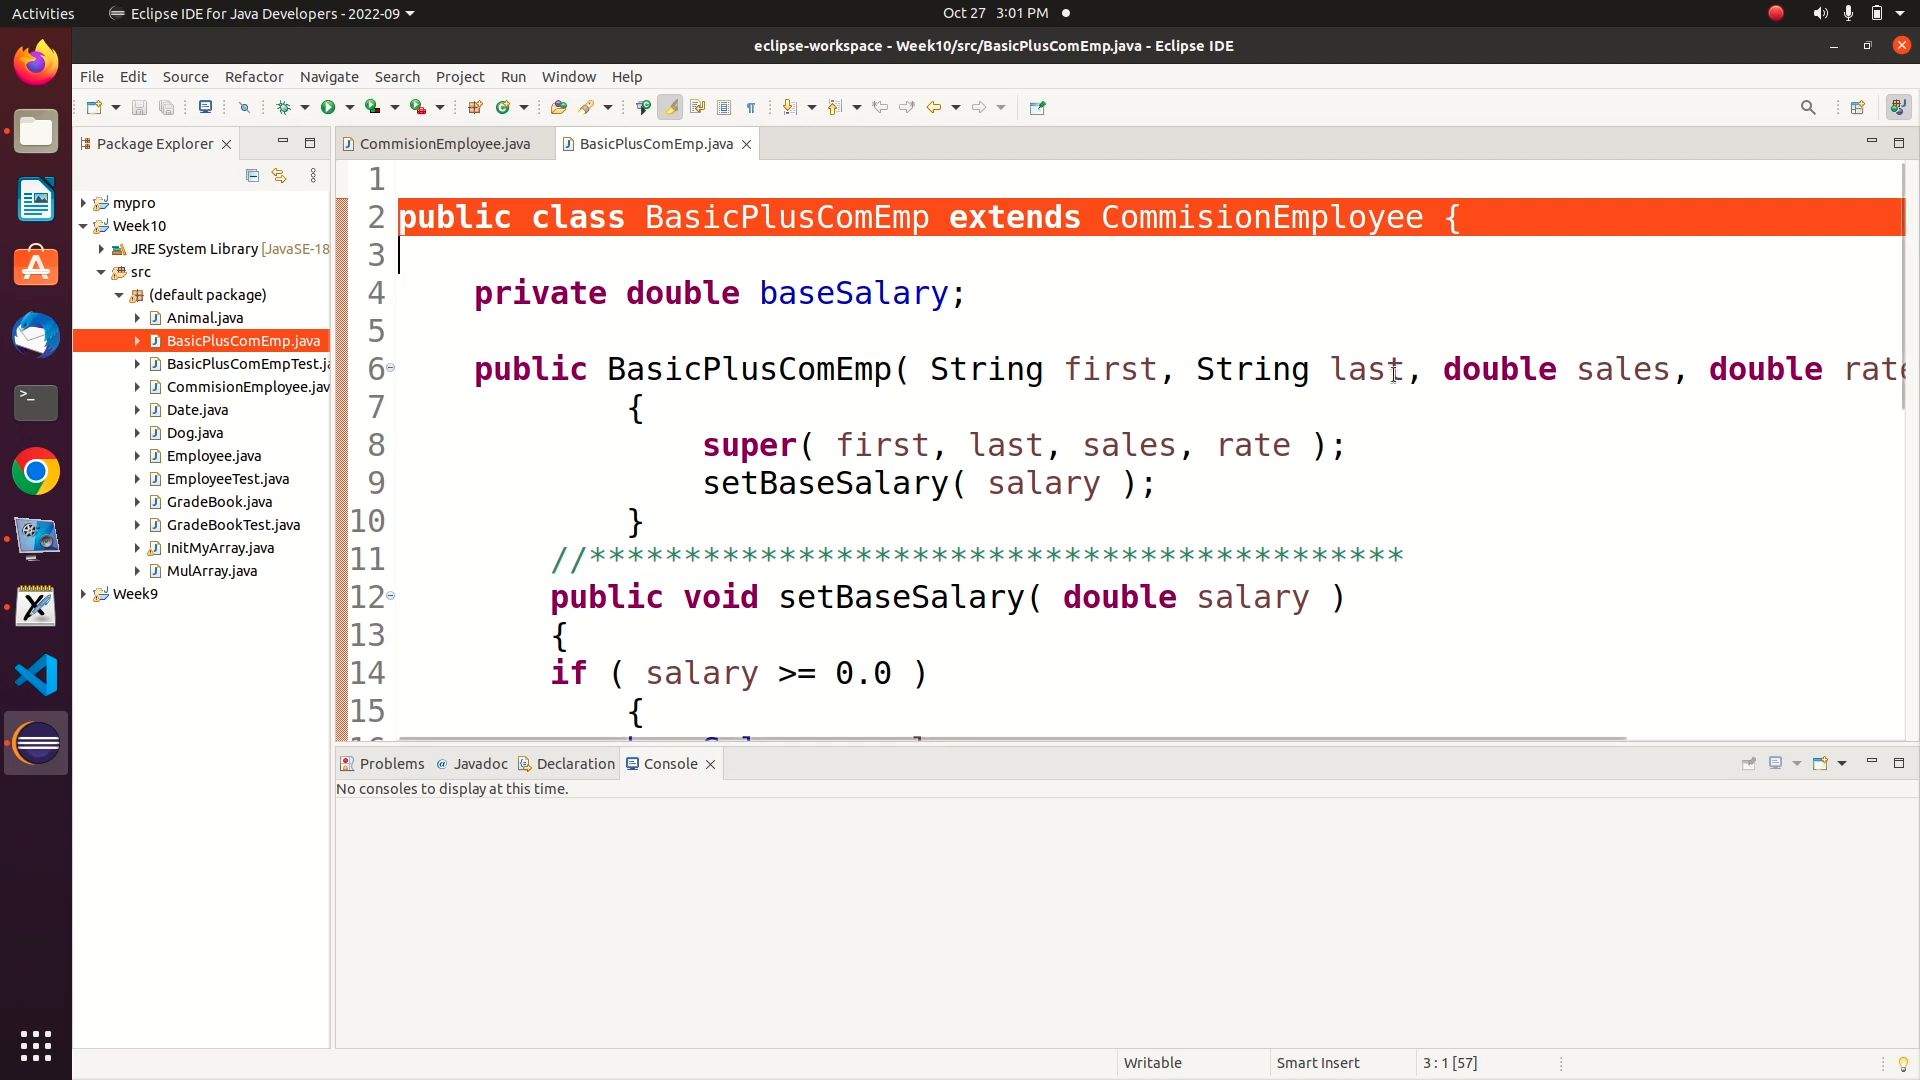 Activities
Eclipse IDE for Java Developers - 2022-09
Oct 27 3:01 PM
eclipse-workspace - Week10/src/BasicPlusComEmp.java - Eclipse IDE
File Edit Source Refactor Navigate Search Project Run Window Help
Package Explorer
CommisionEmployee.java
BasicPlusComEmp.java
mypro
Week10
JRE System Library [JavaSE-18
src
(default package)
Animal.java
BasicPlusComEmp.java
BasicPlusComEmpTest.ja
CommisionEmployee.jav
Date.java
Dog.java
Employee.java
EmployeeTest.java
GradeBook.java
GradeBookTest.java
InitMyArray.java
MulArray.java
Week9
1
2 public class BasicPlusComEmp extends CommisionEmployee {
3
4 private double baseSalary;
5
6 public BasicPlusComEmp( String first, String last, double sales, double rate
7 {
8 super( first, last, sales, rate );
9 setBaseSalary( salary );
10 }
11 //*******************************************
12 public void setBaseSalary( double salary )
13 {
14 if ( salary >= 0.0 )
15 {
Problems
Javadoc
Declaration
Console
No consoles to display at this time.
Writable
Smart Insert
3 : 1 [57]